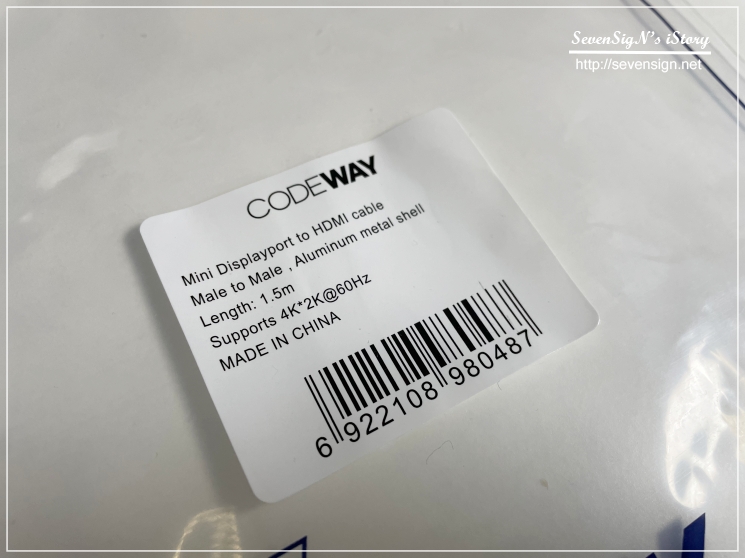 SevenSigN's iStory
http://sevensign.net
CODEWAY
Mini Displayport to HDMI cable
Male to Male , Aluminum metal shell
Length: 1.5m
Supports 4K*2K@60Hz
MADE IN CHINA
6 922108 980487